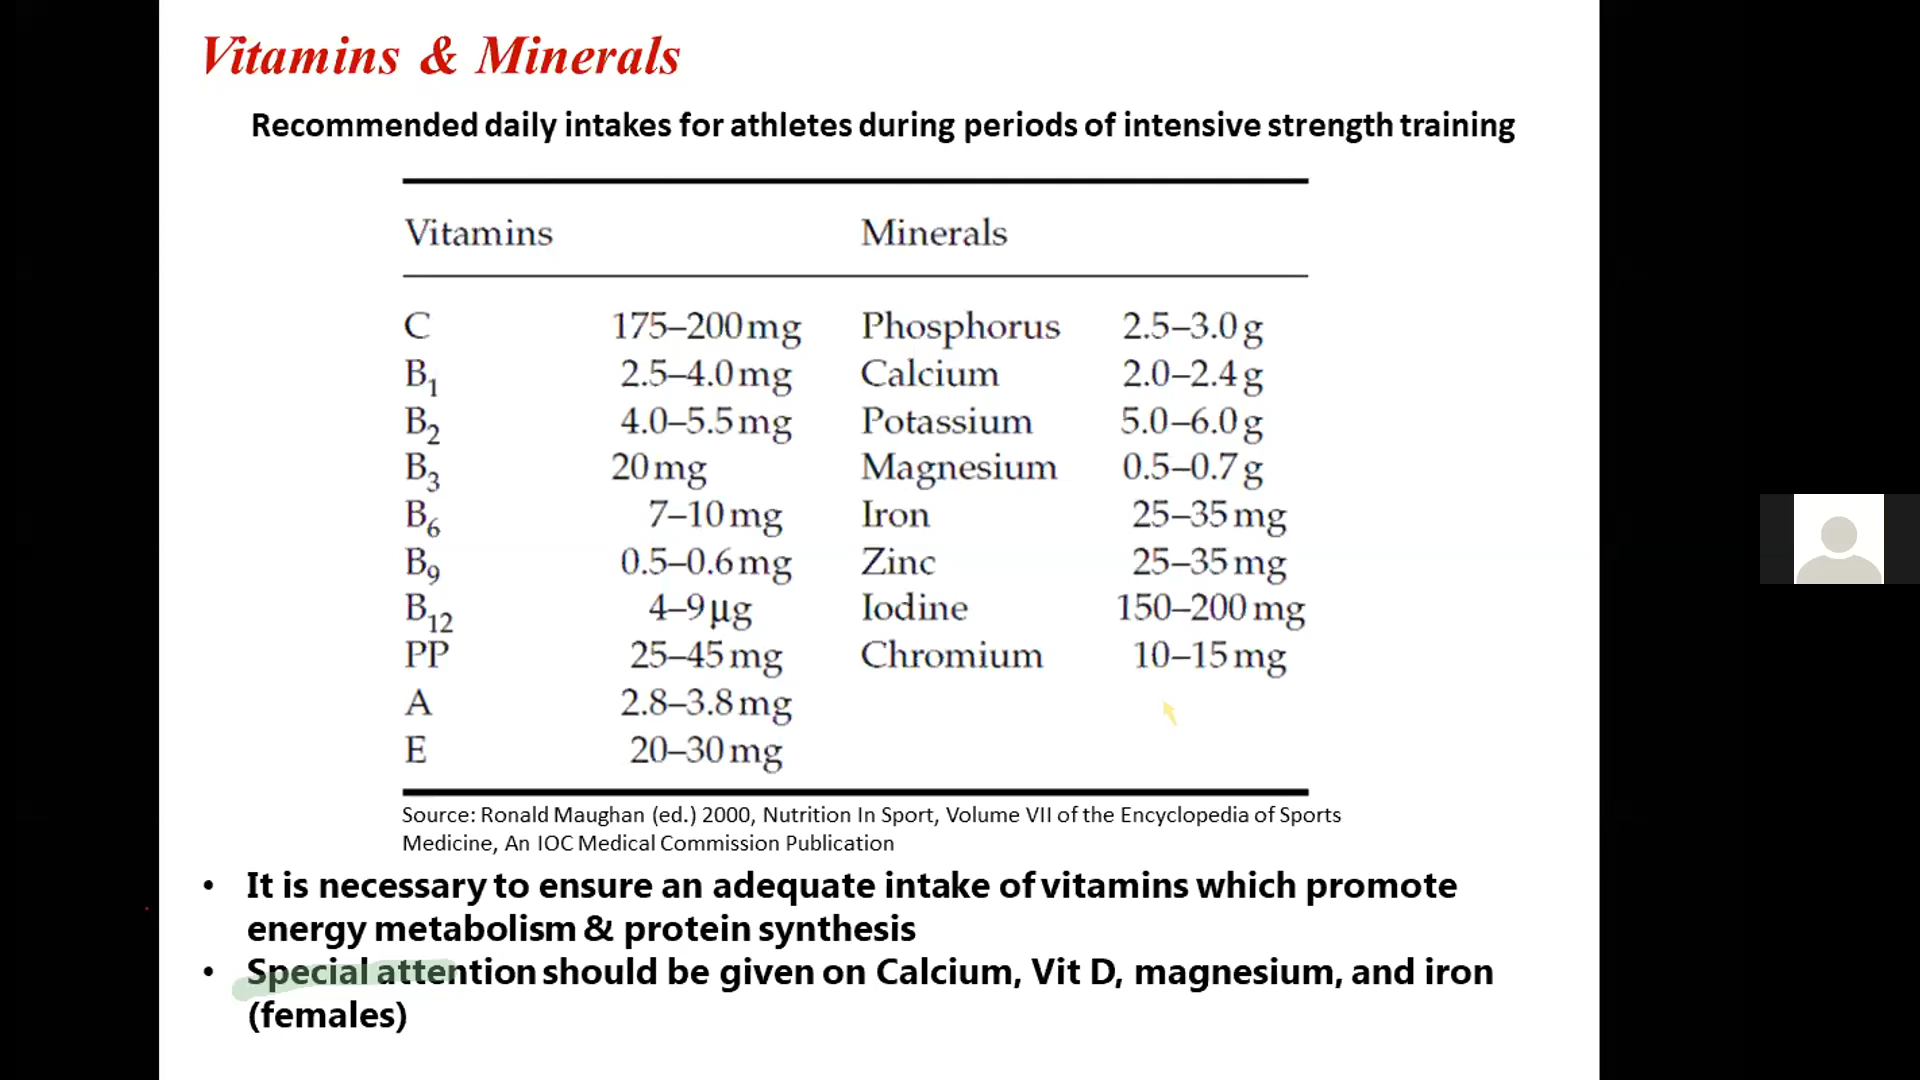 Vitamins & Minerals
Recommended daily intakes for athletes during periods of intensive strength training
Vitamins Minerals
C 175–200 mg Phosphorus 2.5–3.0 g
B₁ 2.5–4.0 mg Calcium 2.0–2.4 g
B₂ 4.0–5.5 mg Potassium 5.0–6.0 g
B₃ 20 mg Magnesium 0.5–0.7 g
B₆ 7–10 mg Iron 25–35 mg
B₉ 0.5–0.6 mg Zinc 25–35 mg
B₁₂ 4–9 µg Iodine 150–200 mg
PP 25–45 mg Chromium 10–15 mg
A 2.8–3.8 mg
E 20–30 mg
Source: Ronald Maughan (ed.) 2000, Nutrition In Sport, Volume VII of the Encyclopedia of Sports
Medicine, An IOC Medical Commission Publication
• It is necessary to ensure an adequate intake of vitamins which promote
energy metabolism & protein synthesis
• Special attention should be given on Calcium, Vit D, magnesium, and iron
(females)